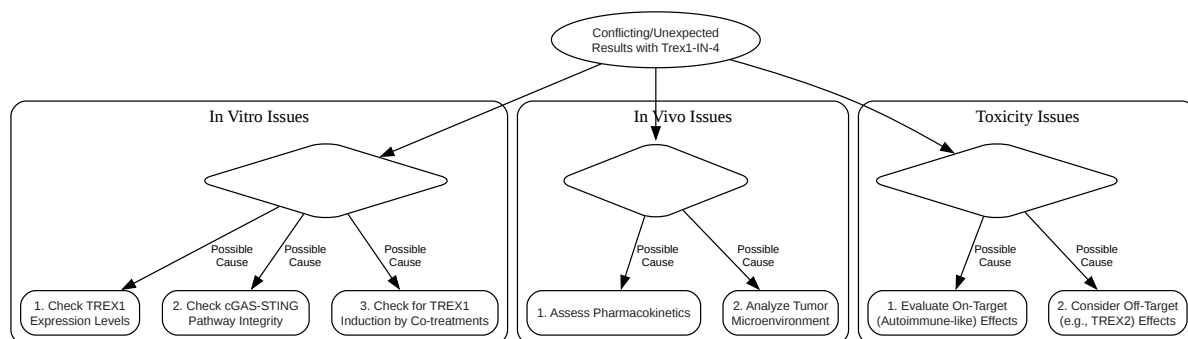 Conflicting/Unexpected
Results with Trex1-IN-4
In Vitro Issues
In Vivo Issues
Toxicity Issues
Possible
Cause
Possible
Cause
Possible
Cause
Possible
Cause
Possible
Cause
Possible
Cause
Possible
Cause
1. Check TREX1
Expression Levels
2. Check cGAS-STING
Pathway Integrity
3. Check for TREX1
Induction by Co-treatments
1. Assess Pharmacokinetics
2. Analyze Tumor
Microenvironment
1. Evaluate On-Target
(Autoimmune-like) Effects
2. Consider Off-Target
(e.g., TREX2) Effects